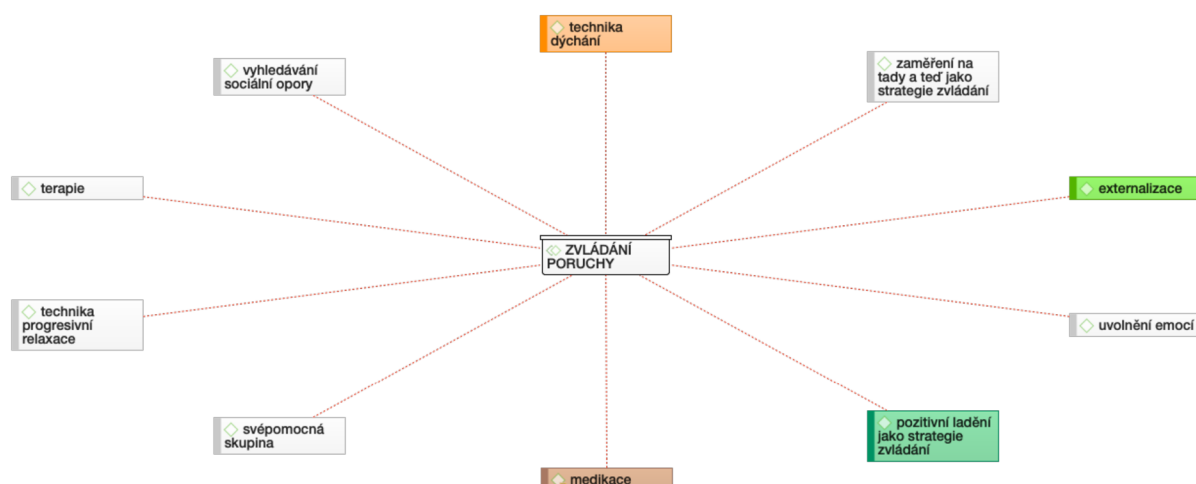 technika
dýchání
vyhledávání
sociální opory
zaměření na
tady a teď jako
strategie zvládání
terapie
externalizace
ZVLÁDÁNÍ
PORUCHY
technika
progresivní
relaxace
uvolnění emocí
svépomocná
skupina
pozitivní ladění
jako strategie
zvládání
medikace